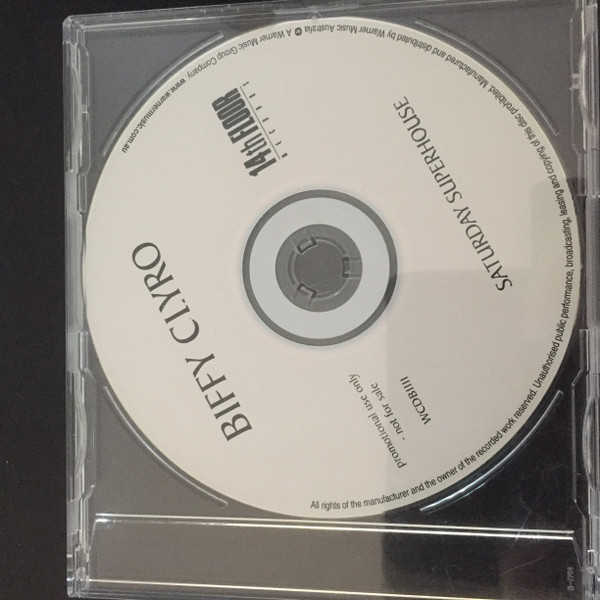 BIFFY CLYRO
14th FLOOR
RECORDS
SATURDAY SUPERHOUSE
promotional use only
- not for sale
WCDBIIII
All rights of the manufacturer and the owner of the recorded work reserved. Unauthorised public performance, broadcasting, leasing and copying of this disc prohibited. Manufactured and distributed by Warner Music Australia A Warner Music Group Company. www.warnermusic.com.au